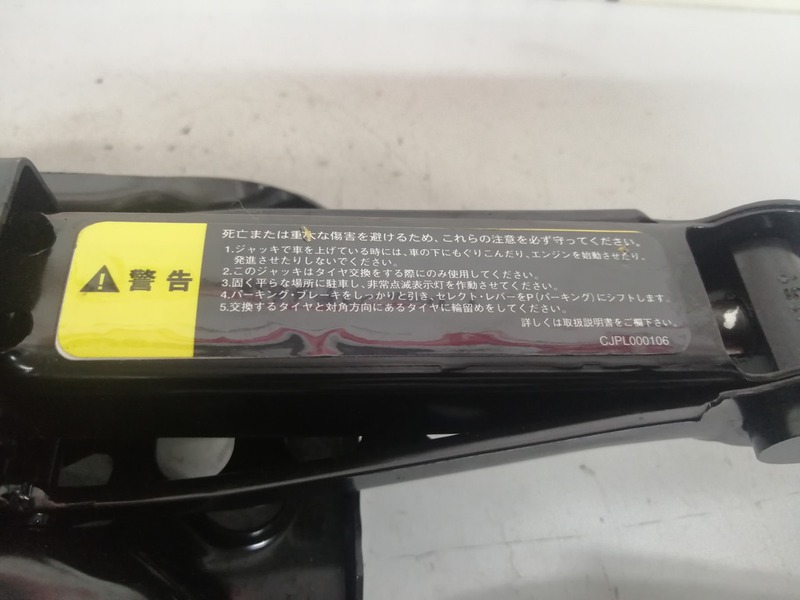 警告
死亡または重大な傷害を避けるため、これらの注意を必ず守ってください。
1.ジャッキで車を上げている時には、車の下にもぐりこんだり、エンジンを始動させたり、
発進させたりしないでください。
2.このジャッキはタイヤ交換をする際にのみ使用してください。
3.固く平らな場所に駐車し、非常点滅表示灯を作動させてください。
4.パーキング・ブレーキをしっかりと引き、セレクト・レバーをP(パーキング)にシフトします。
5.交換するタイヤと対角方向にあるタイヤに輪留めをしてください。
詳しくは取扱説明書をご欄下さい。
CJPL000106